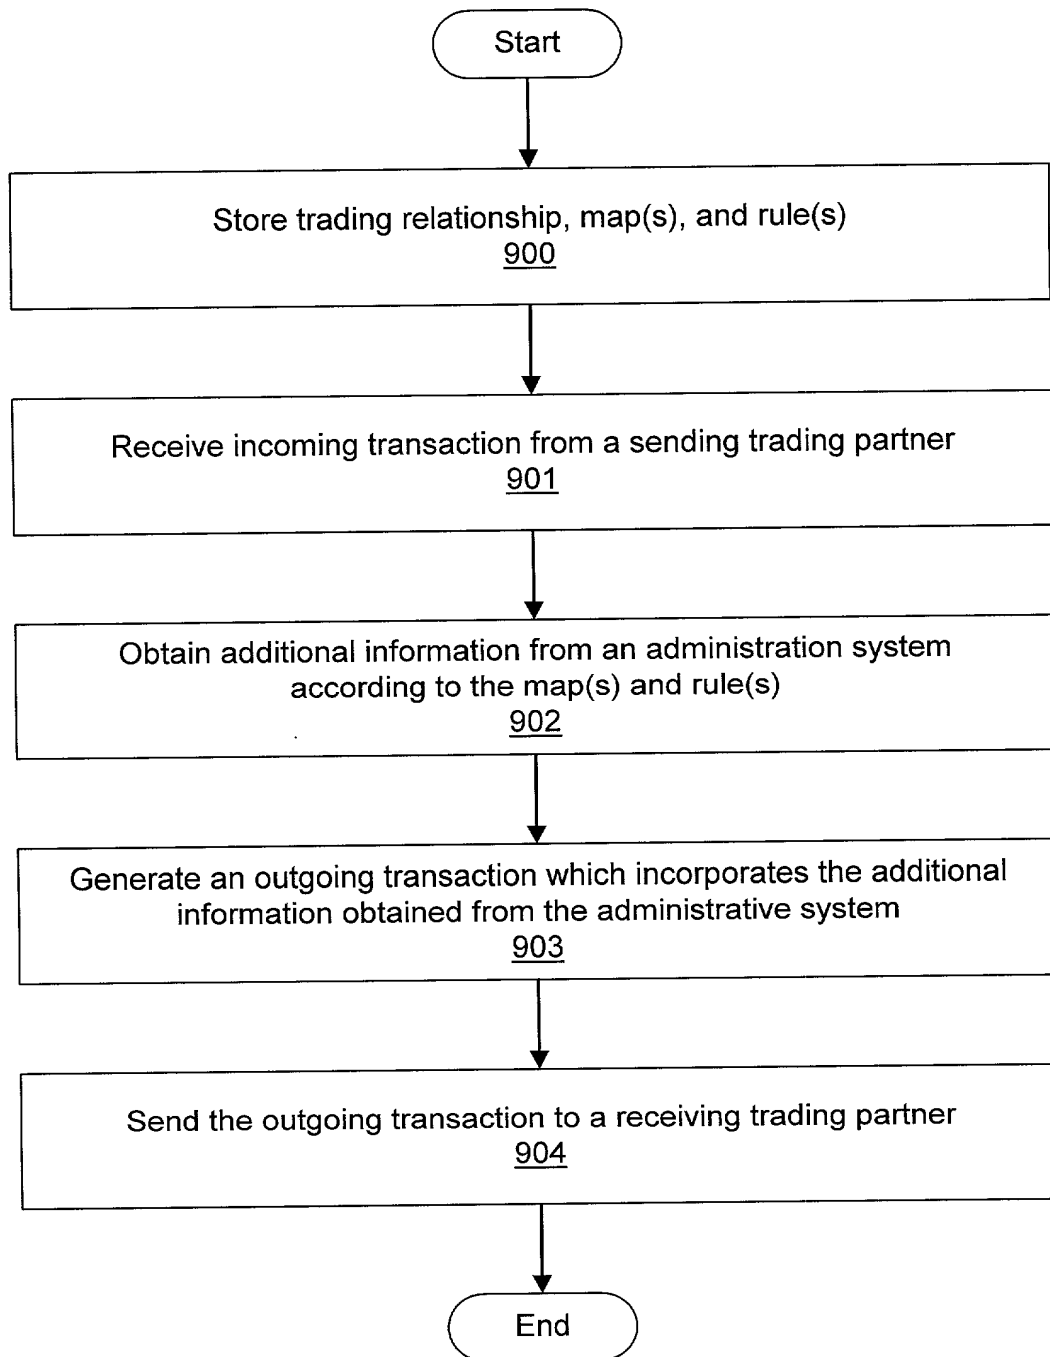 Start
Store trading relationship, map(s), and rule(s)
900
Receive incoming transaction from a sending trading partner
901
Obtain additional information from an administration system
according to the map(s) and rule(s)
902
Generate an outgoing transaction which incorporates the additional
information obtained from the administrative system
903
Send the outgoing transaction to a receiving trading partner
904
End